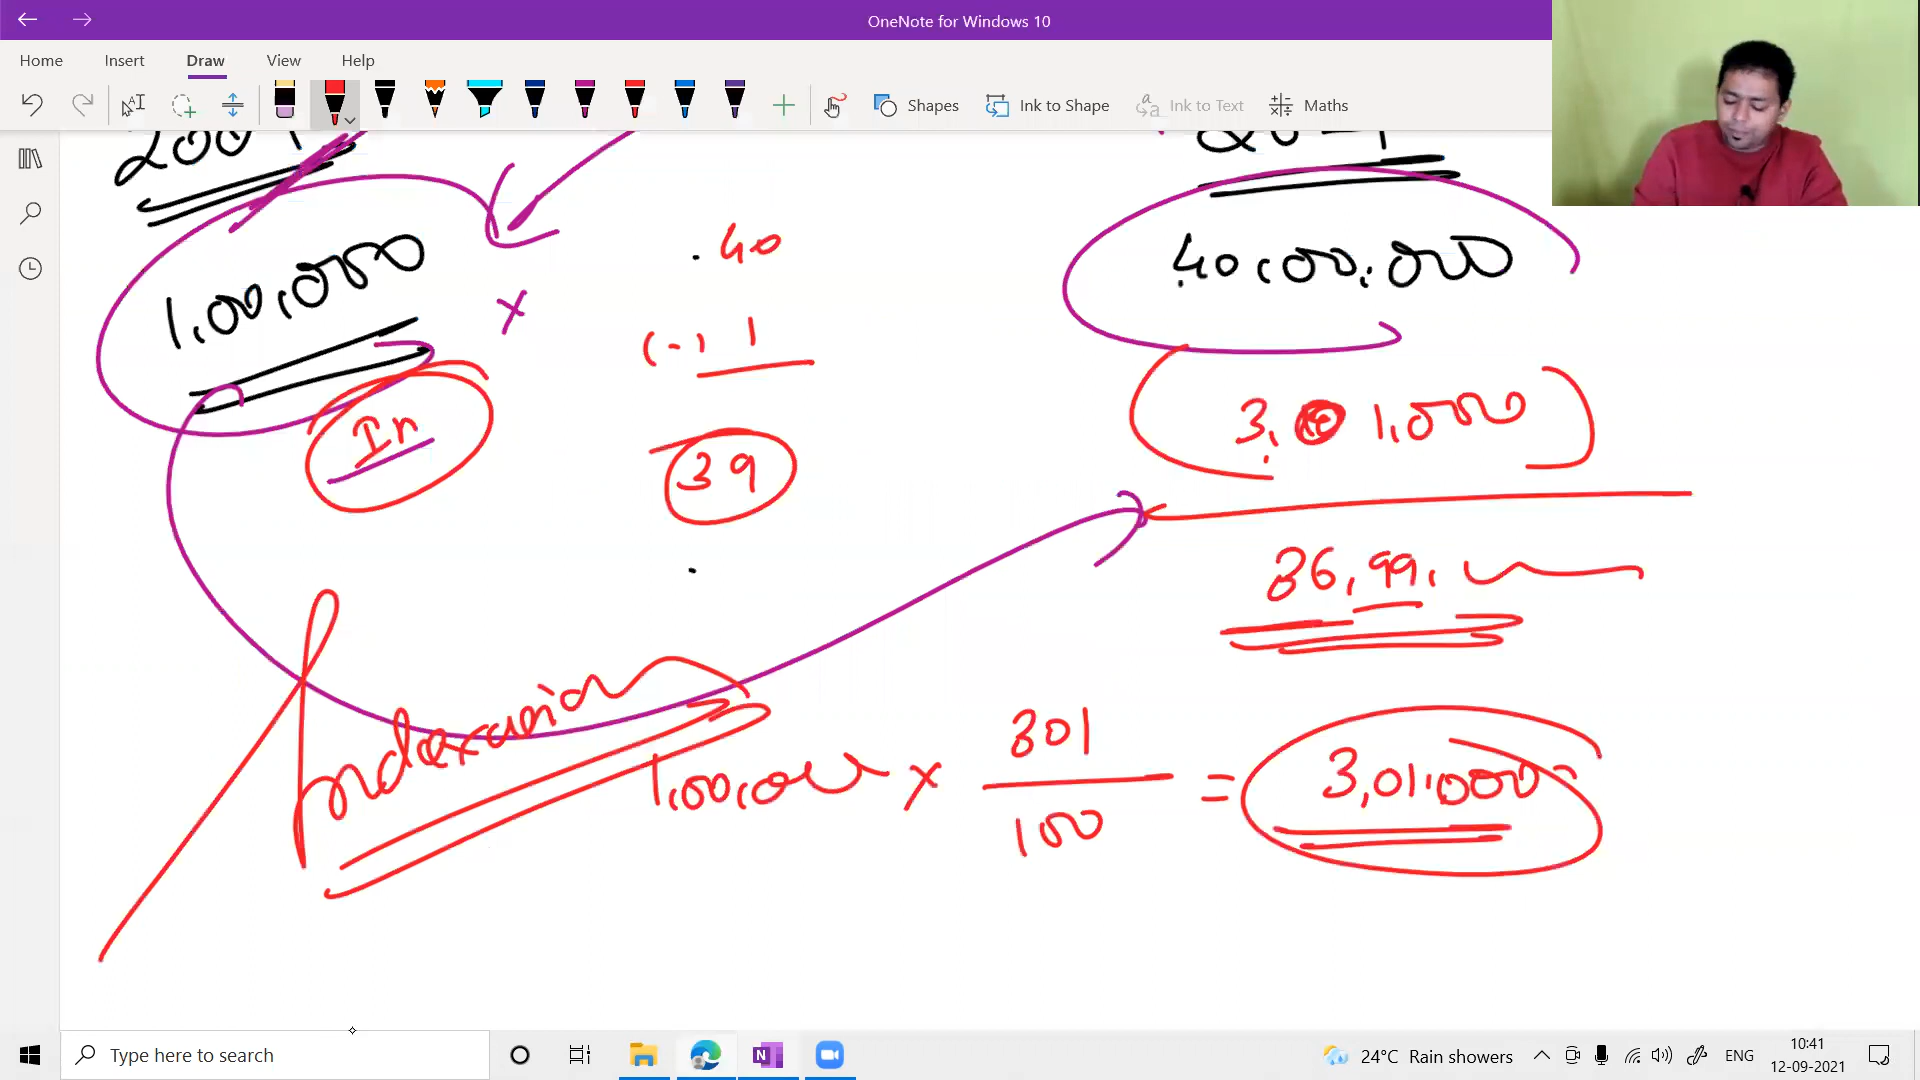 OneNote for Windows 10
Home Insert Draw View Help
Shapes Ink to Shape Ink to Text Maths
2001
1,00,000 x
.40
40,00,000
(-) 1
3, 1,000
In
39
36,99,
Indexation
1,00,000 x 301/100 = 3,01,000
Type here to search
24°C Rain showers
ENG
10:41
12-09-2021